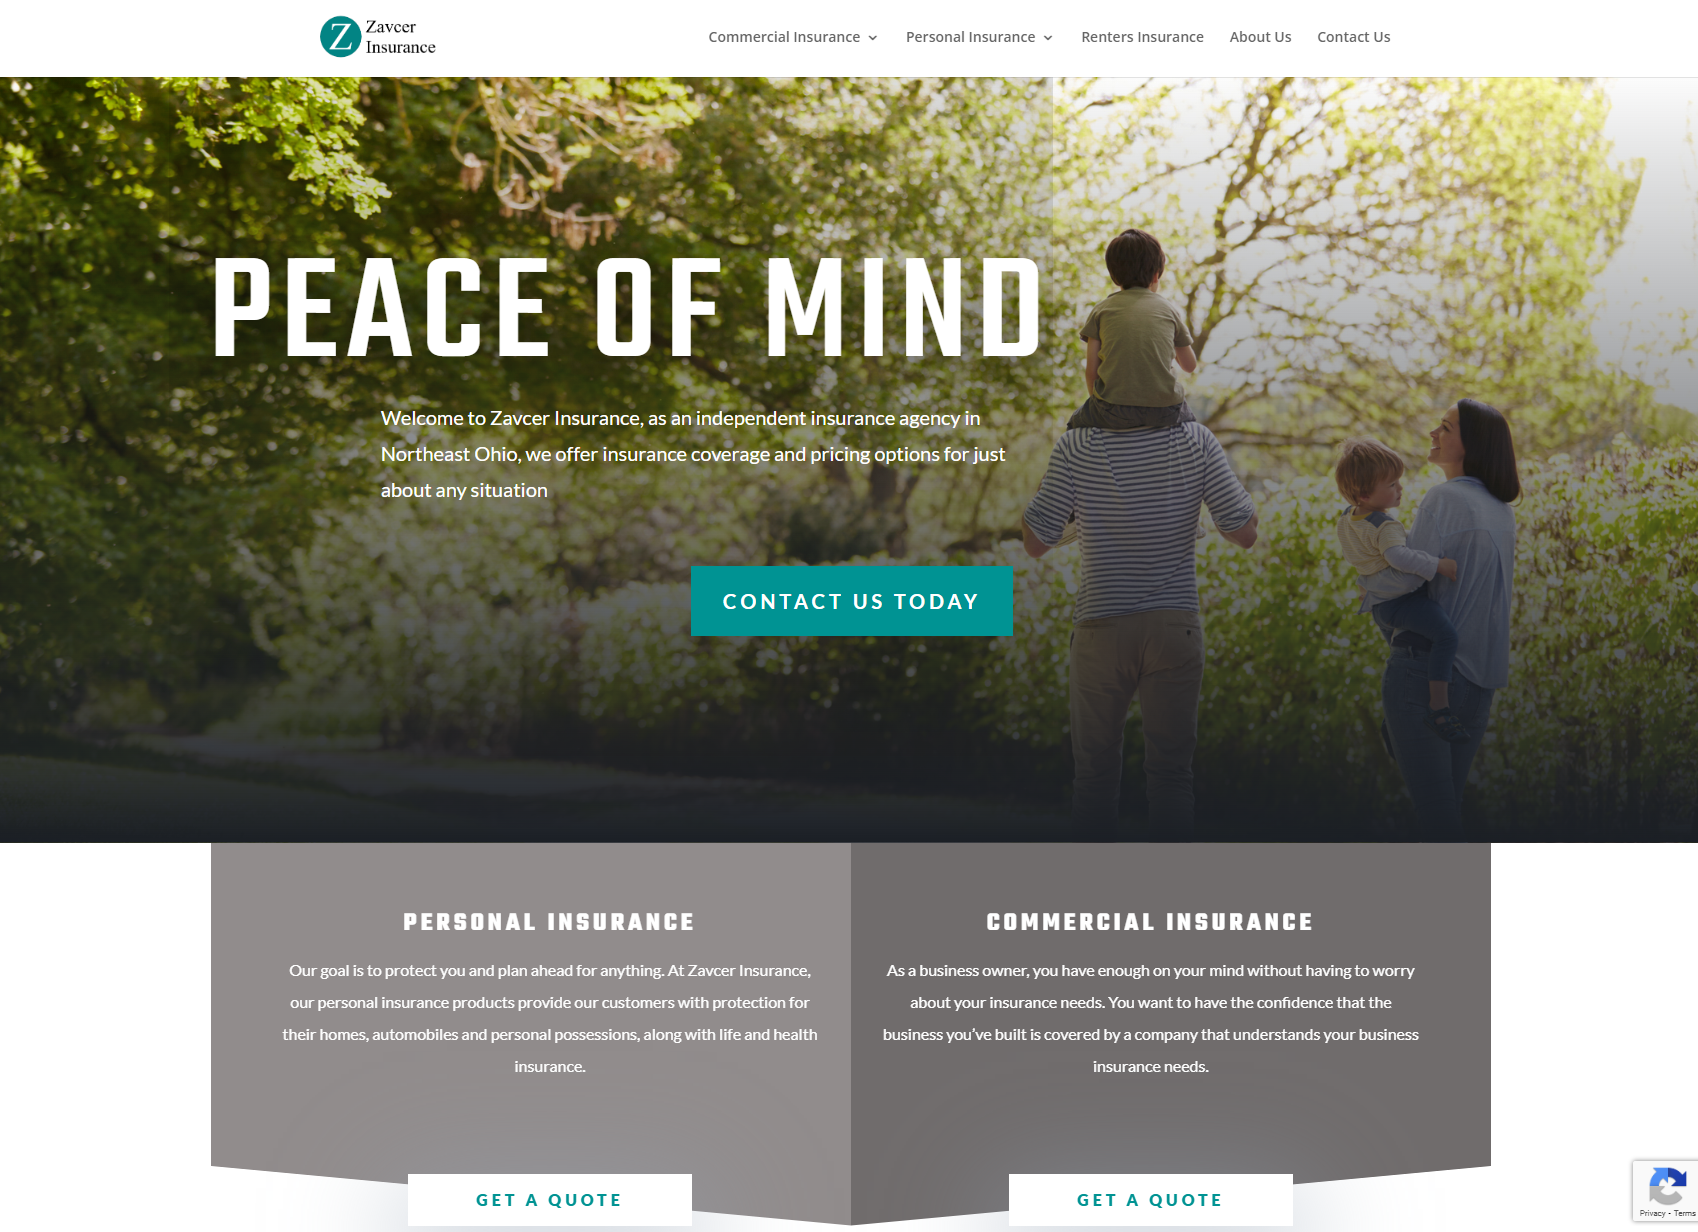 Z Zavcer
Insurance
Commercial Insurance Personal Insurance Renters Insurance About Us Contact Us
PEACE OF MIND
Welcome to Zavcer Insurance, as an independent insurance agency in
Northeast Ohio, we offer insurance coverage and pricing options for just
about any situation
CONTACT US TODAY
PERSONAL INSURANCE
Our goal is to protect you and plan ahead for anything. At Zavcer Insurance,
our personal insurance products provide our customers with protection for
their homes, automobiles and personal possessions, along with life and health
insurance.
GET A QUOTE
COMMERCIAL INSURANCE
As a business owner, you have enough on your mind without having to worry
about your insurance needs. You want to have the confidence that the
business you’ve built is covered by a company that understands your business
insurance needs.
GET A QUOTE
Privacy - Terms